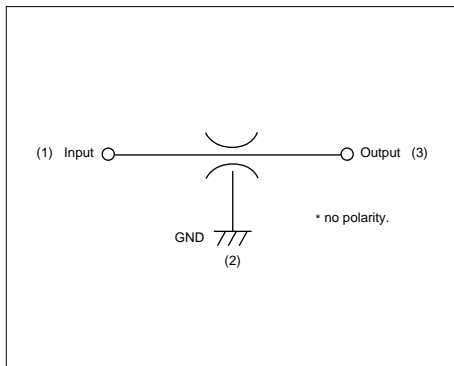 (1) Input Output (3)
* no polarity.
GND
(2)